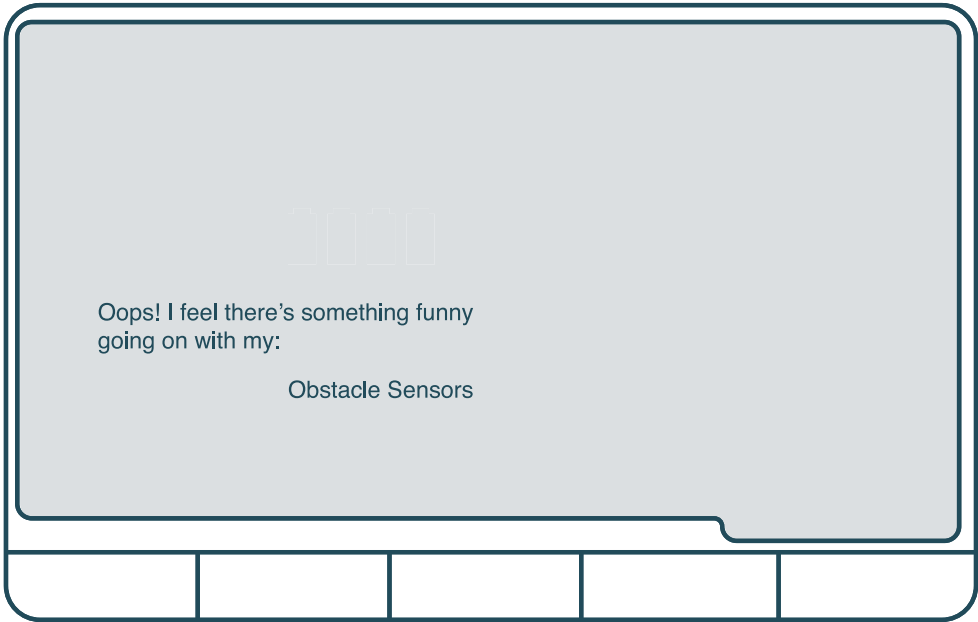 Oops! I feel there’s something funny
going on with my:
Obstacle Sensors